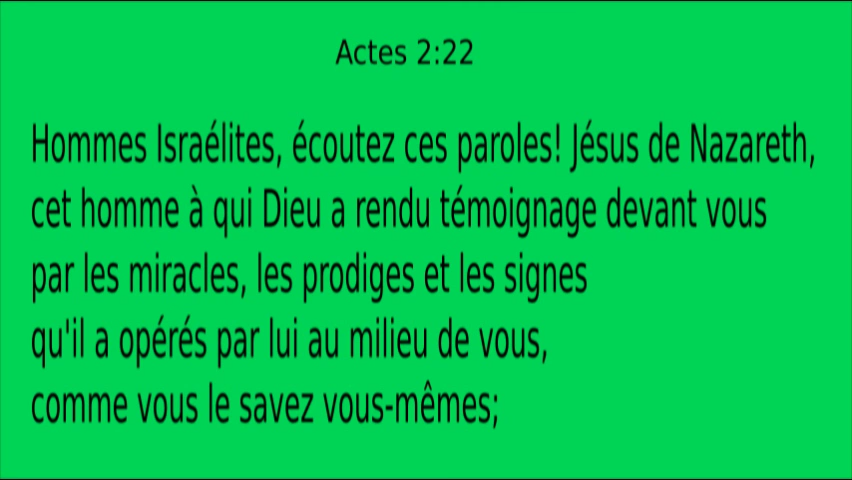 Actes 2:22
Hommes Israélites, écoutez ces paroles! Jésus de Nazareth,
cet homme à qui Dieu a rendu témoignage devant vous
par les miracles, les prodiges et les signes
qu'il a opérés par lui au milieu de vous,
comme vous le savez vous-mêmes;